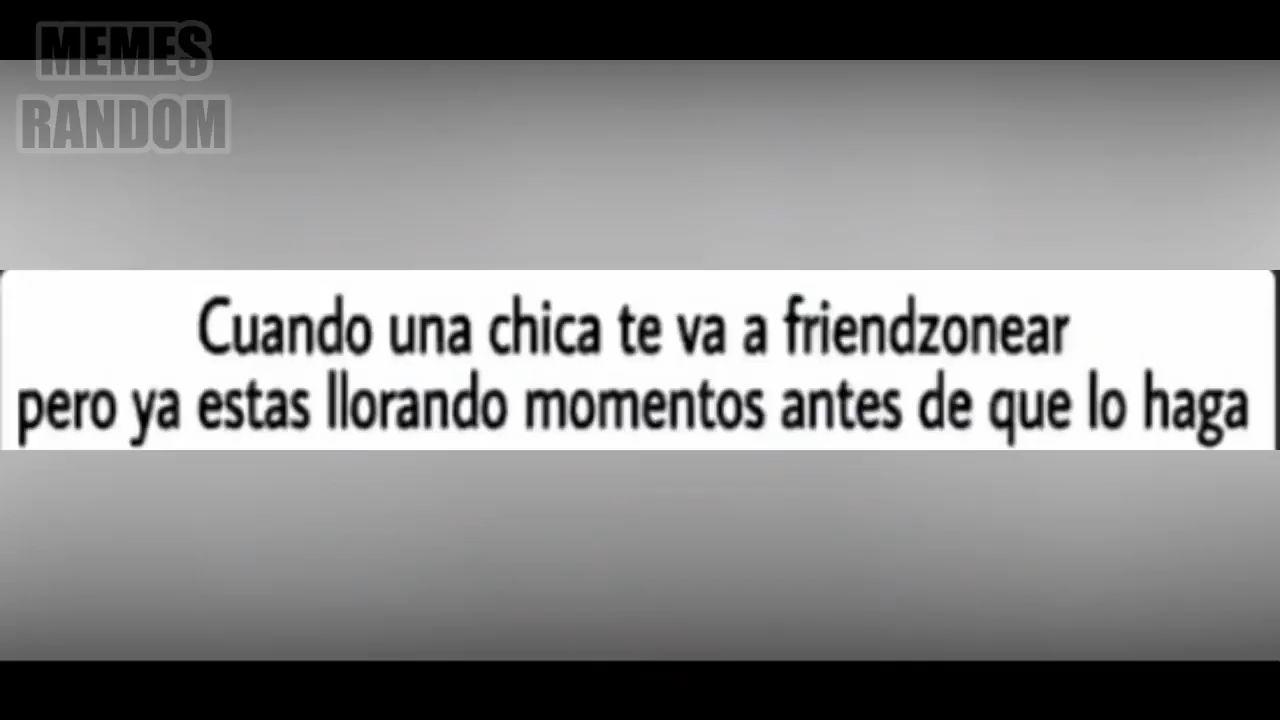 MEMES
RANDOM
Cuando una chica te va a friendzonear
pero ya estas llorando momentos antes de que lo haga